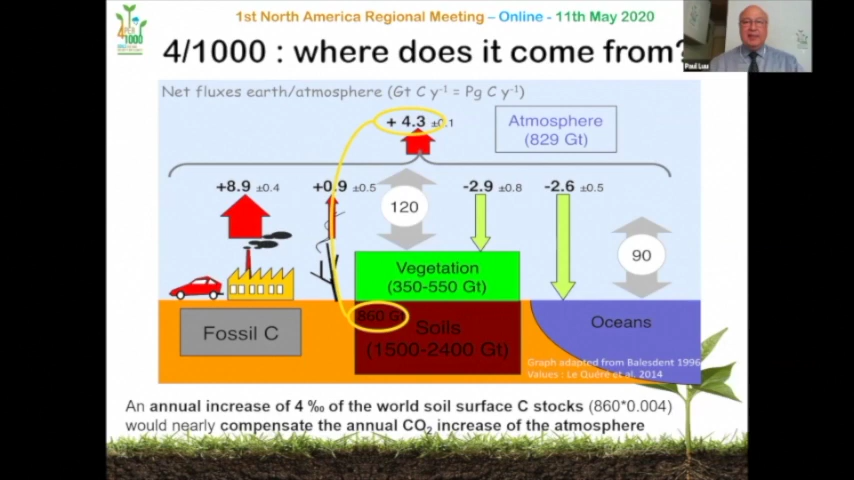 1st North America Regional Meeting – Online - 11th May 2020
4PER
1000
4/1000 : where does it come from?
Paul Luu
Net fluxes earth/atmosphere (Gt C y⁻¹ = Pg C y⁻¹)
+ 4.3 ±0.1
Atmosphere
(829 Gt)
+8.9 ±0.4
+0.9 ±0.5
-2.9 ±0.8
-2.6 ±0.5
120
90
Vegetation
(350-550 Gt)
Fossil C
860 Gt
Soils
(1500-2400 Gt)
Oceans
Graph adapted from Balesdent 1996
Values : Le Quéré et al. 2014
An annual increase of 4 ‰ of the world soil surface C stocks (860*0.004)
would nearly compensate the annual CO₂ increase of the atmosphere